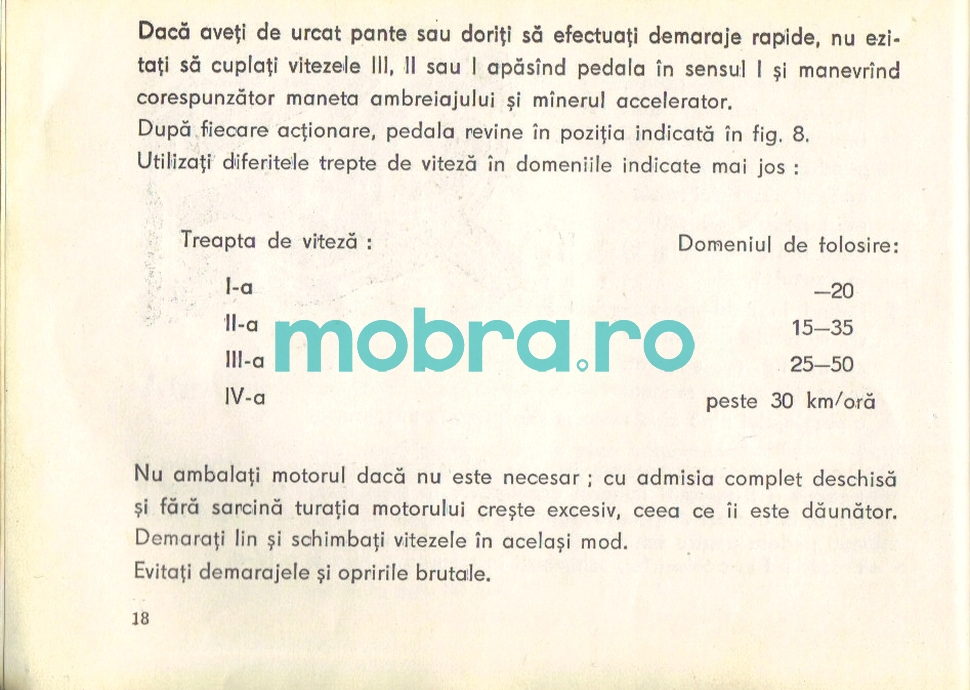 Dacă aveți de urcat pante sau doriți să efectuați demaraje rapide, nu ezi-
tați să cuplați vitezele III, II sau I apăsînd pedala în sensul I și manevrînd
corespunzător maneta ambreiajului și mînerul accelerator.
După fiecare acționare, pedala revine în poziția indicată în fig. 8.
Utilizați diferitele trepte de viteză în domeniile indicate mai jos :
Treapta de viteză : Domeniul de folosire:
I-a —20
II-a 15—35
III-a 25—50
IV-a peste 30 km/oră
mobra.ro
Nu ambalați motorul dacă nu este necesar ; cu admisia complet deschisă
și fără sarcină turația motorului crește excesiv, ceea ce îi este dăunător.
Demarați lin și schimbați vitezele în același mod.
Evitați demarajele și opririle brutale.
18